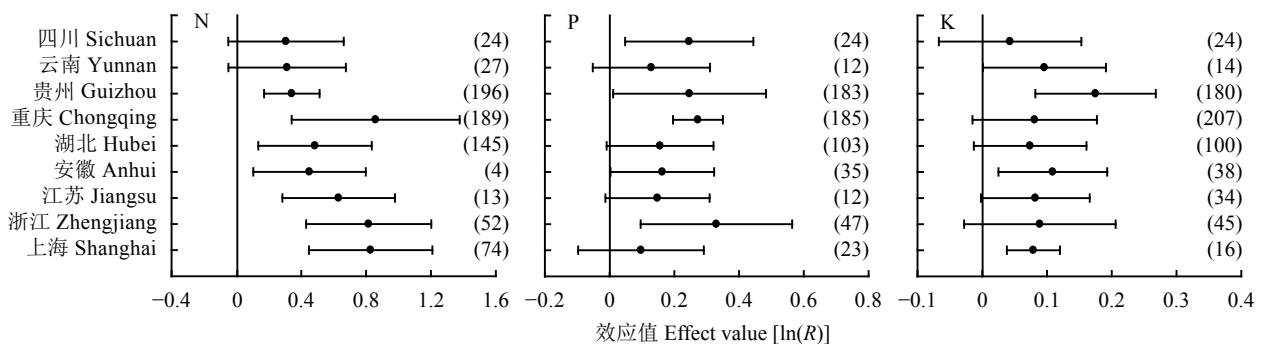 N P K
四川 Sichuan (24) (24) (24)
云南 Yunnan (27) (12) (14)
贵州 Guizhou (196) (183) (180)
重庆 Chongqing (189) (185) (207)
湖北 Hubei (145) (103) (100)
安徽 Anhui (4) (35) (38)
江苏 Jiangsu (13) (12) (34)
浙江 Zhengjiang (52) (47) (45)
上海 Shanghai (74) (23) (16)
−0.4 0 0.4 0.8 1.2 1.6 −0.2 0 0.2 0.4 0.6 0.8 −0.1 0 0.1 0.2 0.3 0.4
效应值 Effect value [ln(R)]